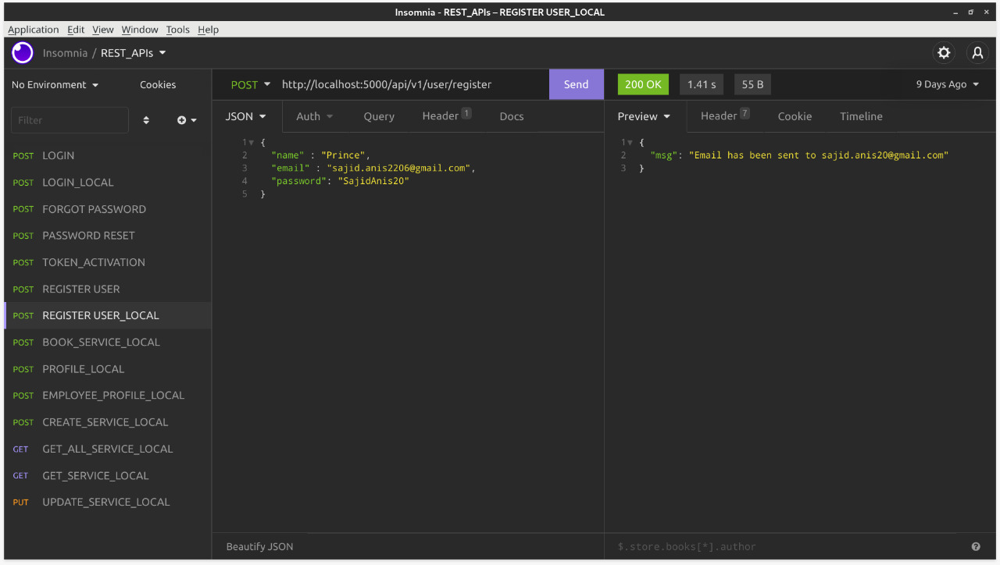 Insomnia - REST_APIs – REGISTER USER_LOCAL
Application Edit View Window Tools Help
Insomnia / REST_APIs
No Environment Cookies
Filter
POST LOGIN
POST LOGIN_LOCAL
POST FORGOT PASSWORD
POST PASSWORD RESET
POST TOKEN_ACTIVATION
POST REGISTER USER
POST REGISTER USER_LOCAL
POST BOOK_SERVICE_LOCAL
POST PROFILE_LOCAL
POST EMPLOYEE_PROFILE_LOCAL
POST CREATE_SERVICE_LOCAL
GET GET_ALL_SERVICE_LOCAL
GET GET_SERVICE_LOCAL
PUT UPDATE_SERVICE_LOCAL
POST http://localhost:5000/api/v1/user/register Send
JSON Auth Query Header 1 Docs
1 {
2 "name" : "Prince",
3 "email" : "sajid.anis2206@gmail.com",
4 "password": "SajidAnis20"
5 }
Beautify JSON
200 OK 1.41 s 55 B 9 Days Ago
Preview Header 7 Cookie Timeline
1 {
2 "msg": "Email has been sent to sajid.anis20@gmail.com"
3 }
$.store.books[*].author